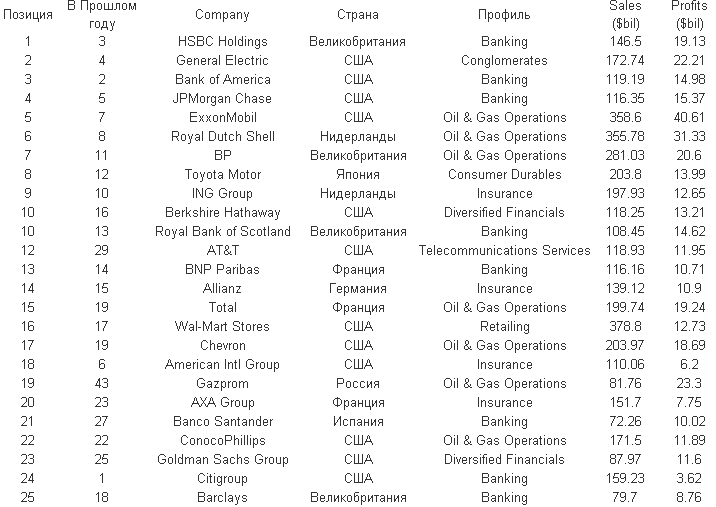 Позиция В Прошлом году Company Страна Профиль Sales ($bil) Profits ($bil)
1 3 HSBC Holdings Великобритания Banking 146.5 19.13
2 4 General Electric США Conglomerates 172.74 22.21
3 2 Bank of America США Banking 119.19 14.98
4 5 JPMorgan Chase США Banking 116.35 15.37
5 7 ExxonMobil США Oil & Gas Operations 358.6 40.61
6 8 Royal Dutch Shell Нидерланды Oil & Gas Operations 355.78 31.33
7 11 BP Великобритания Oil & Gas Operations 281.03 20.6
8 12 Toyota Motor Япония Consumer Durables 203.8 13.99
9 10 ING Group Нидерланды Insurance 197.93 12.65
10 16 Berkshire Hathaway США Diversified Financials 118.25 13.21
10 13 Royal Bank of Scotland Великобритания Banking 108.45 14.62
12 29 AT&T США Telecommunications Services 118.93 11.95
13 14 BNP Paribas Франция Banking 116.16 10.71
14 15 Allianz Германия Insurance 139.12 10.9
15 19 Total Франция Oil & Gas Operations 199.74 19.24
16 17 Wal-Mart Stores США Retailing 378.8 12.73
17 19 Chevron США Oil & Gas Operations 203.97 18.69
18 6 American Intl Group США Insurance 110.06 6.2
19 43 Gazprom Россия Oil & Gas Operations 81.76 23.3
20 23 AXA Group Франция Insurance 151.7 7.75
21 27 Banco Santander Испания Banking 72.26 10.02
22 22 ConocoPhillips США Oil & Gas Operations 171.5 11.89
23 25 Goldman Sachs Group США Diversified Financials 87.97 11.6
24 1 Citigroup США Banking 159.23 3.62
25 18 Barclays Великобритания Banking 79.7 8.76